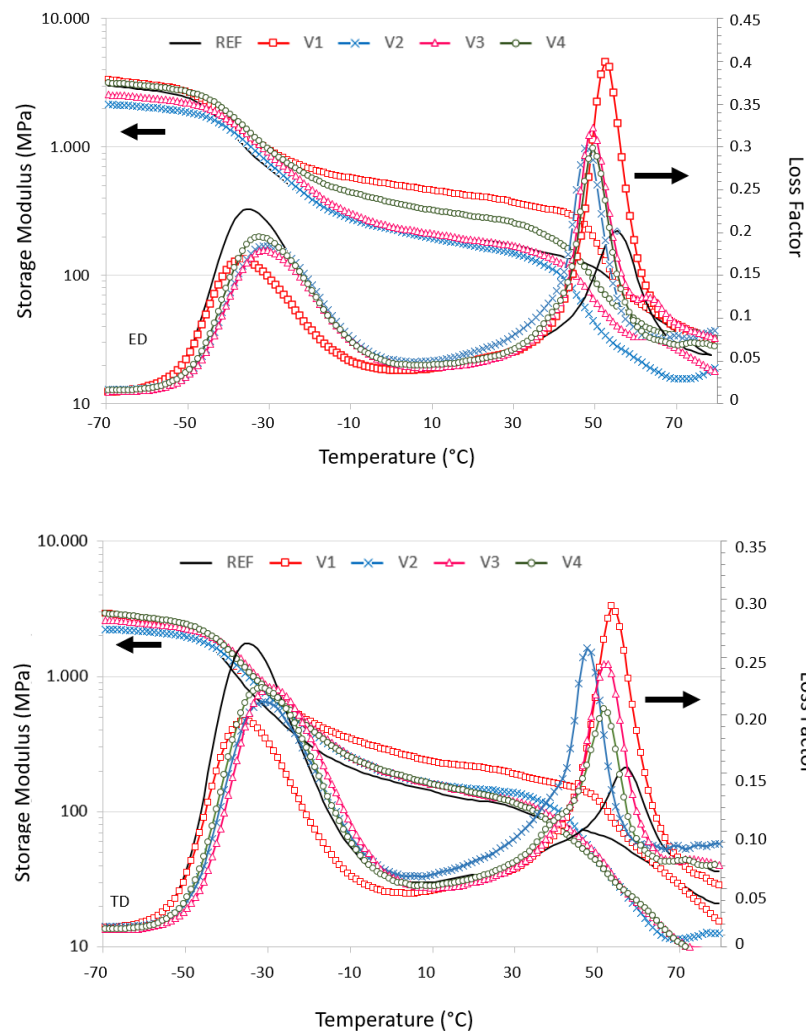 REF V1 V2 V3 V4
Storage Modulus (MPa)
10.000
1.000
100
10
0.45
0.4
0.35
0.3
0.25
0.2
0.15
0.1
0.05
0
Loss Factor
ED
-70 -50 -30 -10 10 30 50 70
Temperature (°C)
REF V1 V2 V3 V4
Storage Modulus (MPa)
10.000
1.000
100
10
0.35
0.30
0.25
0.20
0.15
0.10
0.05
0
Loss Factor
TD
-70 -50 -30 -10 10 30 50 70
Temperature (°C)